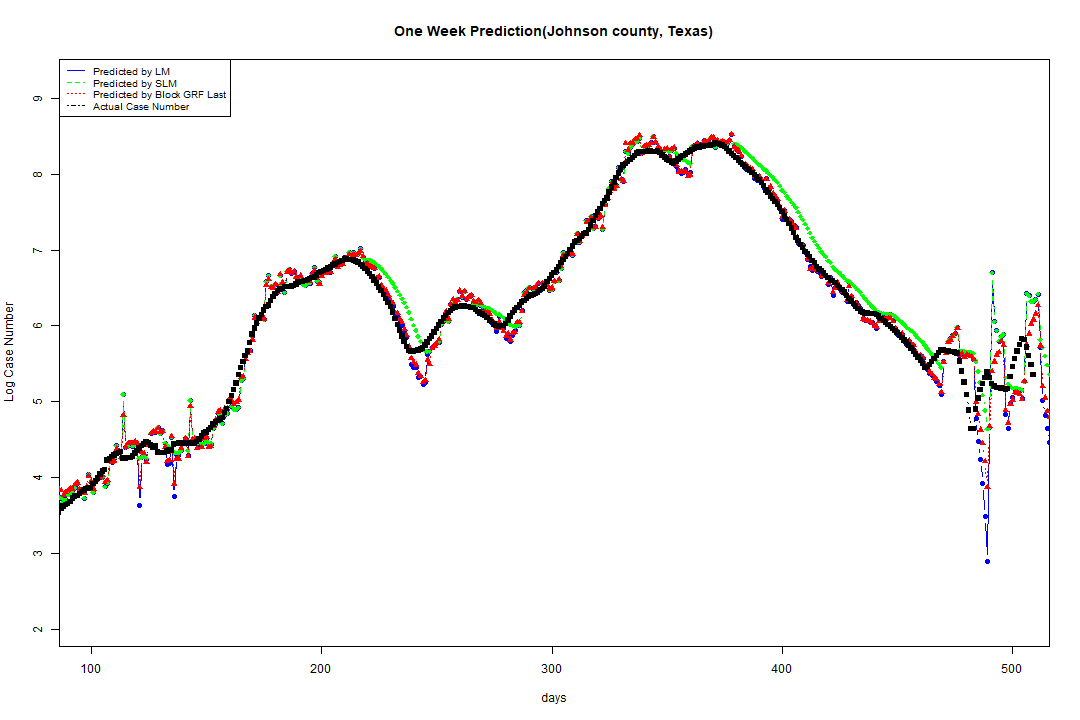 One Week Prediction(Johnson county, Texas)
Predicted by LM
Predicted by SLM
Predicted by Block GRF Last
Actual Case Number
9
8
7
6
5
4
3
2
Log Case Number
100 200 300 400 500
days